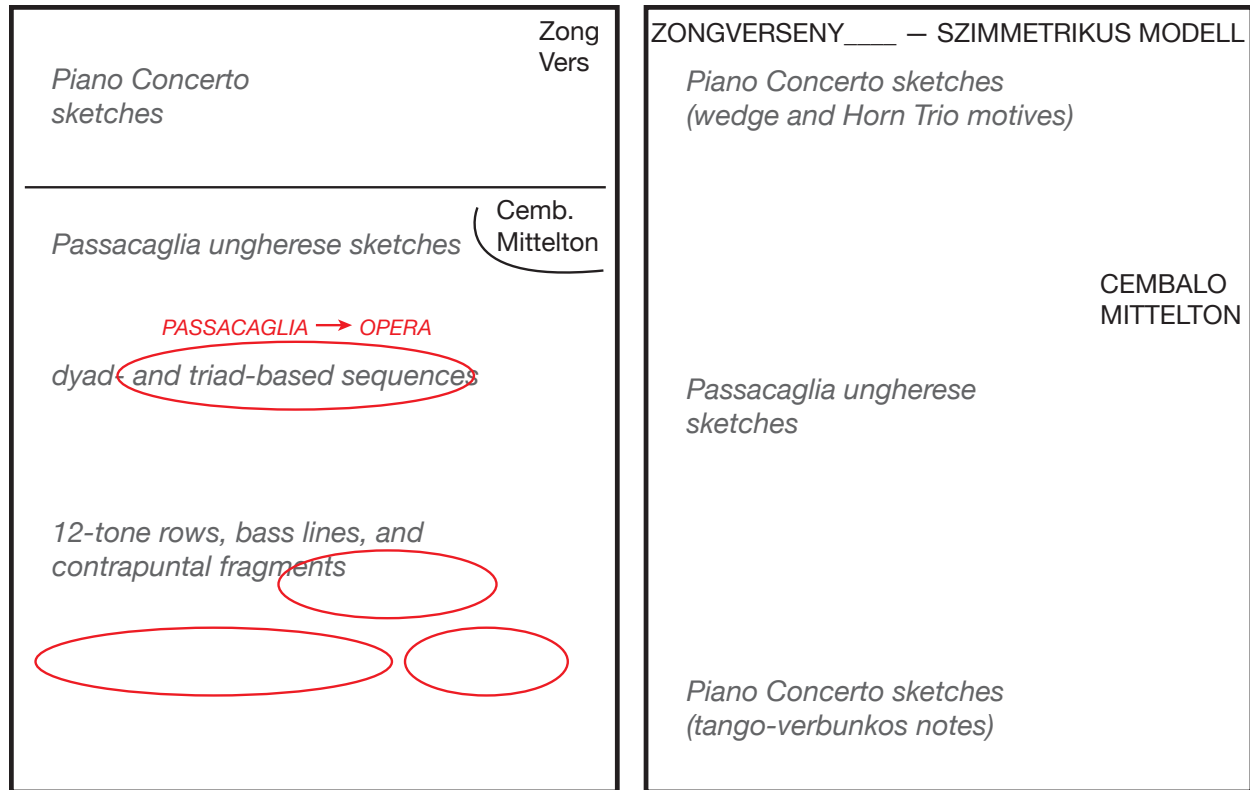 Zong
Vers
Piano Concerto
sketches
Cemb.
Mittelton
Passacaglia ungherese sketches
PASSACAGLIA → OPERA
dyad- and triad-based sequences
12-tone rows, bass lines, and
contrapuntal fragments
ZONGVERSENY____ — SZIMMETRIKUS MODELL
Piano Concerto sketches
(wedge and Horn Trio motives)
CEMBALO
MITTELTON
Passacaglia ungherese
sketches
Piano Concerto sketches
(tango-verbunkos notes)